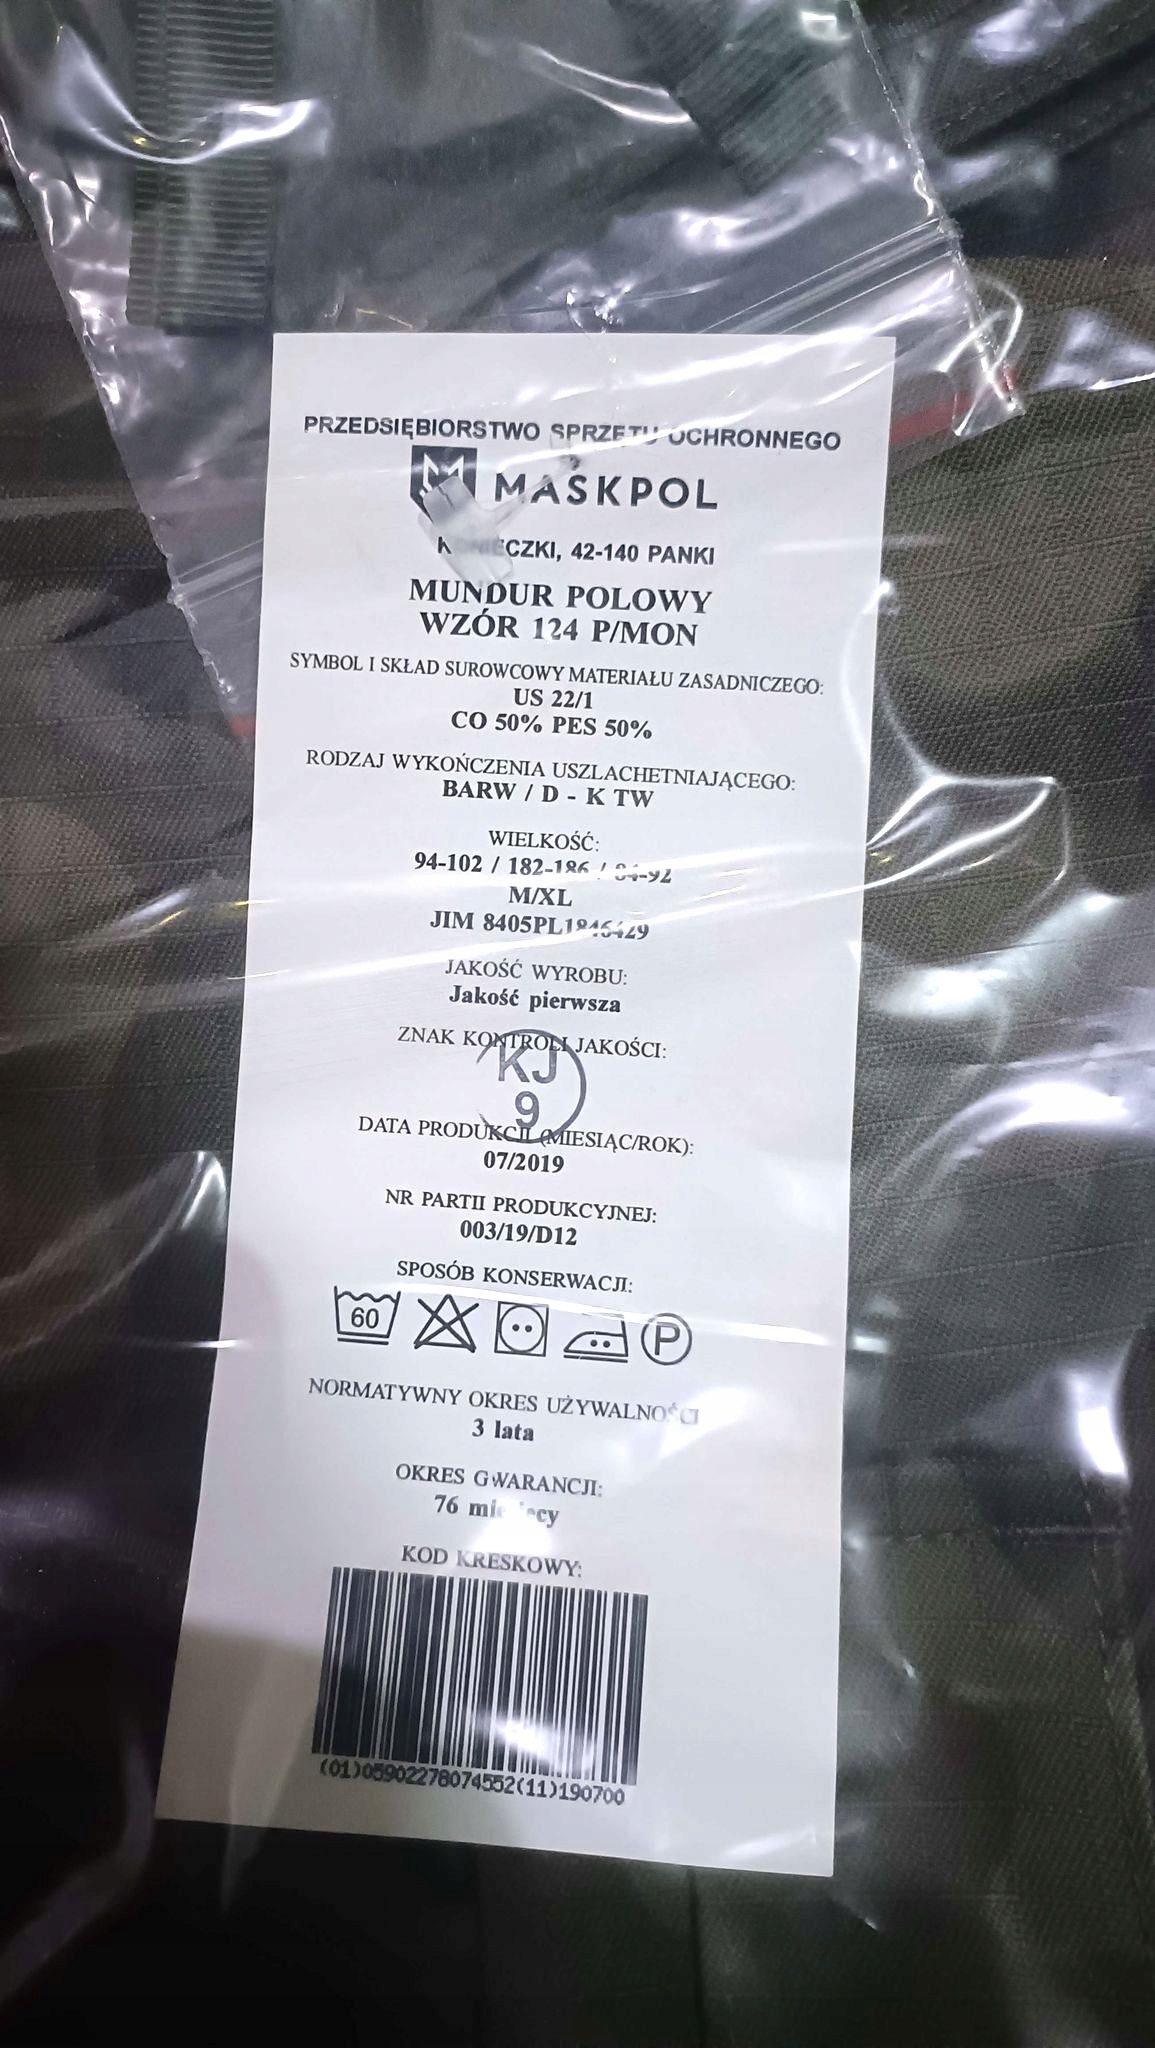 PRZEDSIĘBIORSTWO SPRZĘTU OCHRONNEGO
MASKPOL
42-140 PANKI
MUNDUR POLOWY
WZÓR 124 P/MON
SYMBOL I SKŁAD SUROWCOWY MATERIAŁU ZASADNICZEGO:
US 22/1
CO 50% PES 50%
RODZAJ WYKOŃCZENIA USZLACHETNIAJĄCEGO:
BARW / D - K TW
WIELKOŚĆ:
94-102 / 182-186 / 84-92
M/XL
JIM 8405PL1846429
JAKOŚĆ WYROBU:
Jakość pierwsza
ZNAK KONTROLI JAKOŚCI:
KJ
9
DATA PRODUKCJI (MIESIĄC/ROK):
07/2019
NR PARTII PRODUKCYJNEJ:
003/19/D12
SPOSÓB KONSERWACJI:
60 P
NORMATYWNY OKRES UŻYWALNOŚCI
3 lata
OKRES GWARANCJI:
76 miesięcy
KOD KRESKOWY:
(01)05902278074552(11)190700